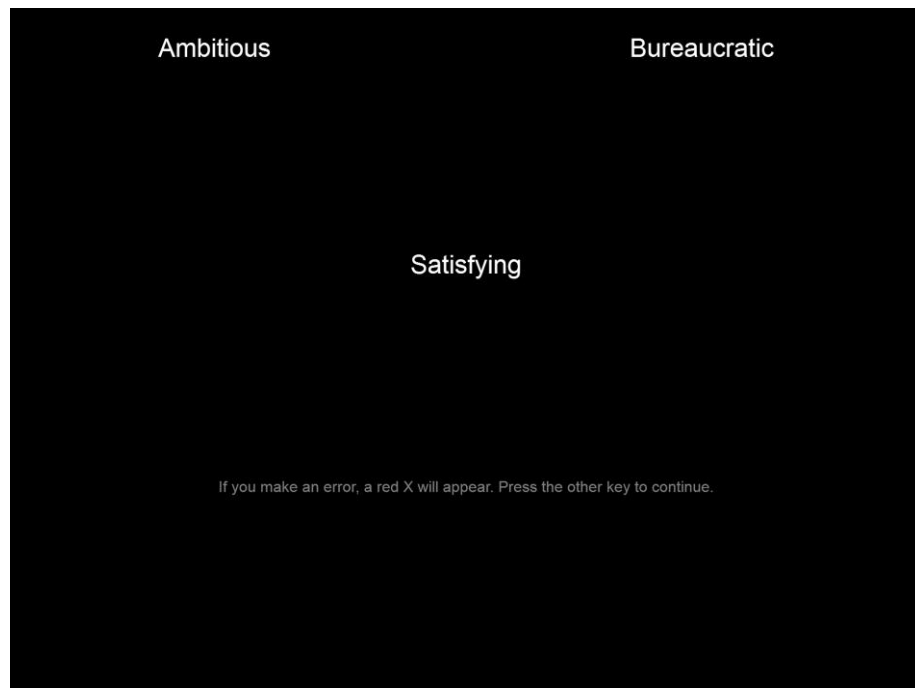 Ambitious Bureaucratic
Satisfying
If you make an error, a red X will appear. Press the other key to continue.